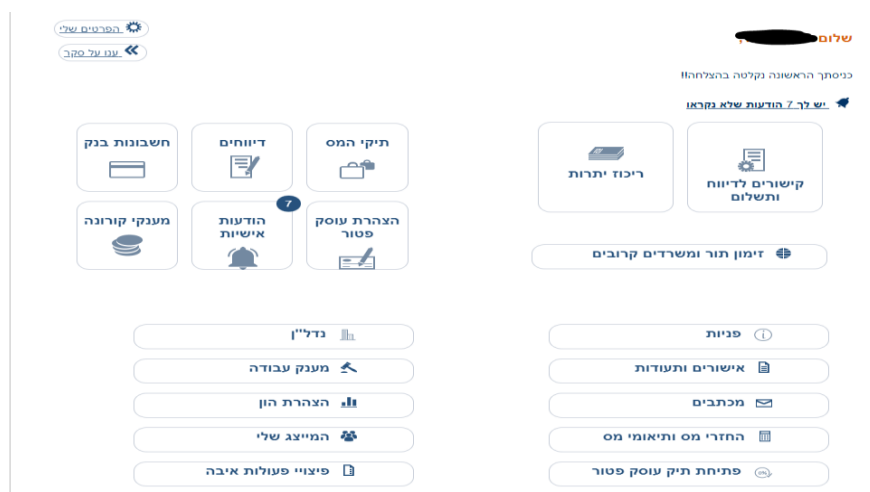 שלום
הפרטים שלי
ענו על סקר
כניסתך הראשונה נקלטה בהצלחה!!
יש לך 7 הודעות שלא נקראו
קישורים לדיווח
ותשלום
ריכוז יתרות
תיקי המס
דיווחים
חשבונות בנק
הצהרת עוסק
פטור
7
הודעות
אישיות
מענקי קורונה
זימון תור ומשרדים קרובים
פניות
נדל"ן
אישורים ותעודות
מענק עבודה
מכתבים
הצהרת הון
החזרי מס ותיאומי מס
המייצג שלי
פתיחת תיק עוסק פטור
פיצויי פעולות איבה